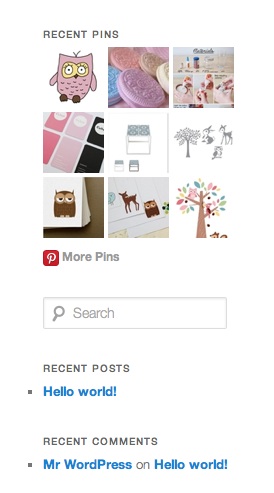 RECENT PINS
More Pins
Search
RECENT POSTS
Hello world!
RECENT COMMENTS
Mr WordPress on Hello world!